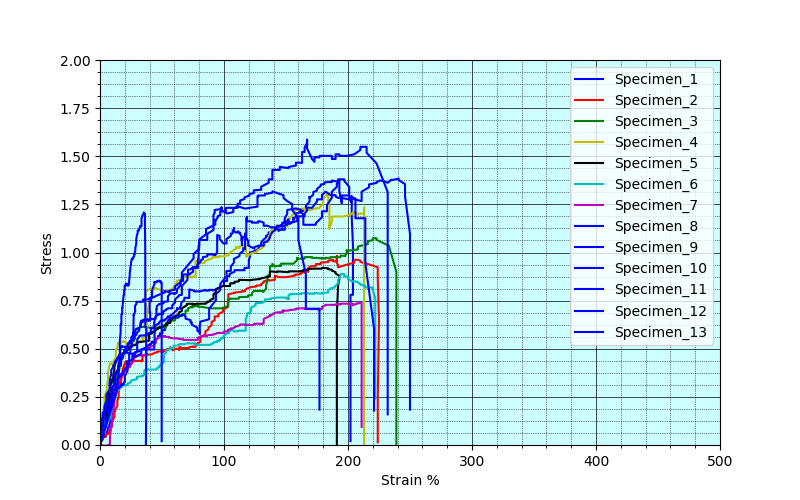 2.00
1.75
1.50
1.25
1.00
0.75
0.50
0.25
0.00
Stress
0 100 200 300 400 500
Strain %
Specimen_1
Specimen_2
Specimen_3
Specimen_4
Specimen_5
Specimen_6
Specimen_7
Specimen_8
Specimen_9
Specimen_10
Specimen_11
Specimen_12
Specimen_13